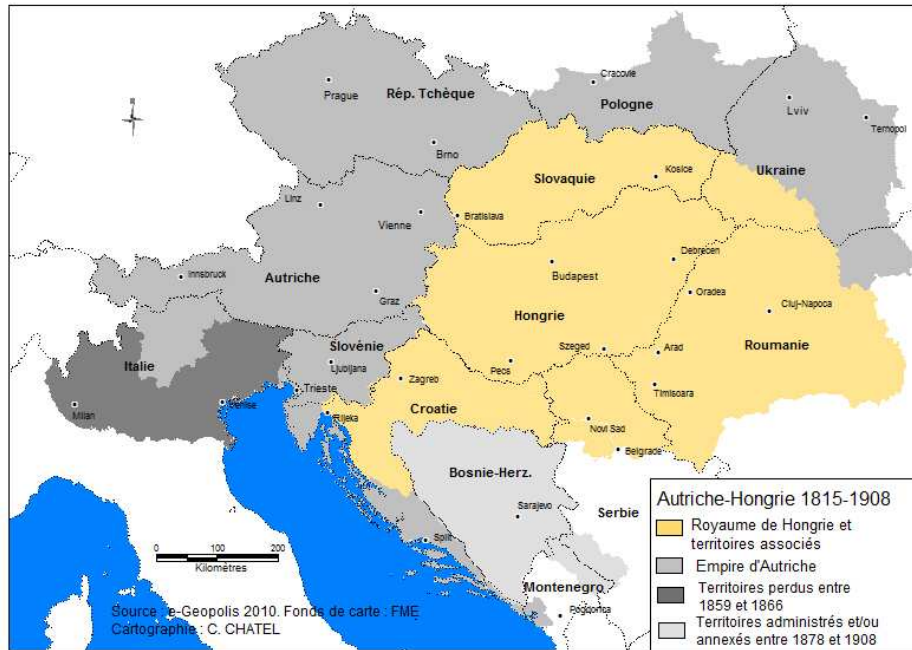 Cracovie
Prague
Rép. Tchèque
Pologne
Lviv
Ternopol
Brno
Ukraine
Slovaquie
Kosice
Linz
Vienne
Bratislava
Debrecen
Innsbruck
Budapest
Autriche
Oradea
Graz
Cluj-Napoca
Hongrie
Slovénie
Szeged
Arad
Roumanie
Italie
Ljubljana
Pecs
Zagreb
Timisoara
Trieste
Milan
Venise
Croatie
Rijeka
Novi Sad
Belgrade
Bosnie-Herz.
Sarajevo
Serbie
Split
Montenegro
Podgorica
0 100 200
Kilomètres
Source : e-Geopolis 2010. Fonds de carte : FME
Cartographie : C. CHATEL
Autriche-Hongrie 1815-1908
Royaume de Hongrie et
territoires associés
Empire d'Autriche
Territoires perdus entre
1859 et 1866
Territoires administrés et/ou
annexés entre 1878 et 1908